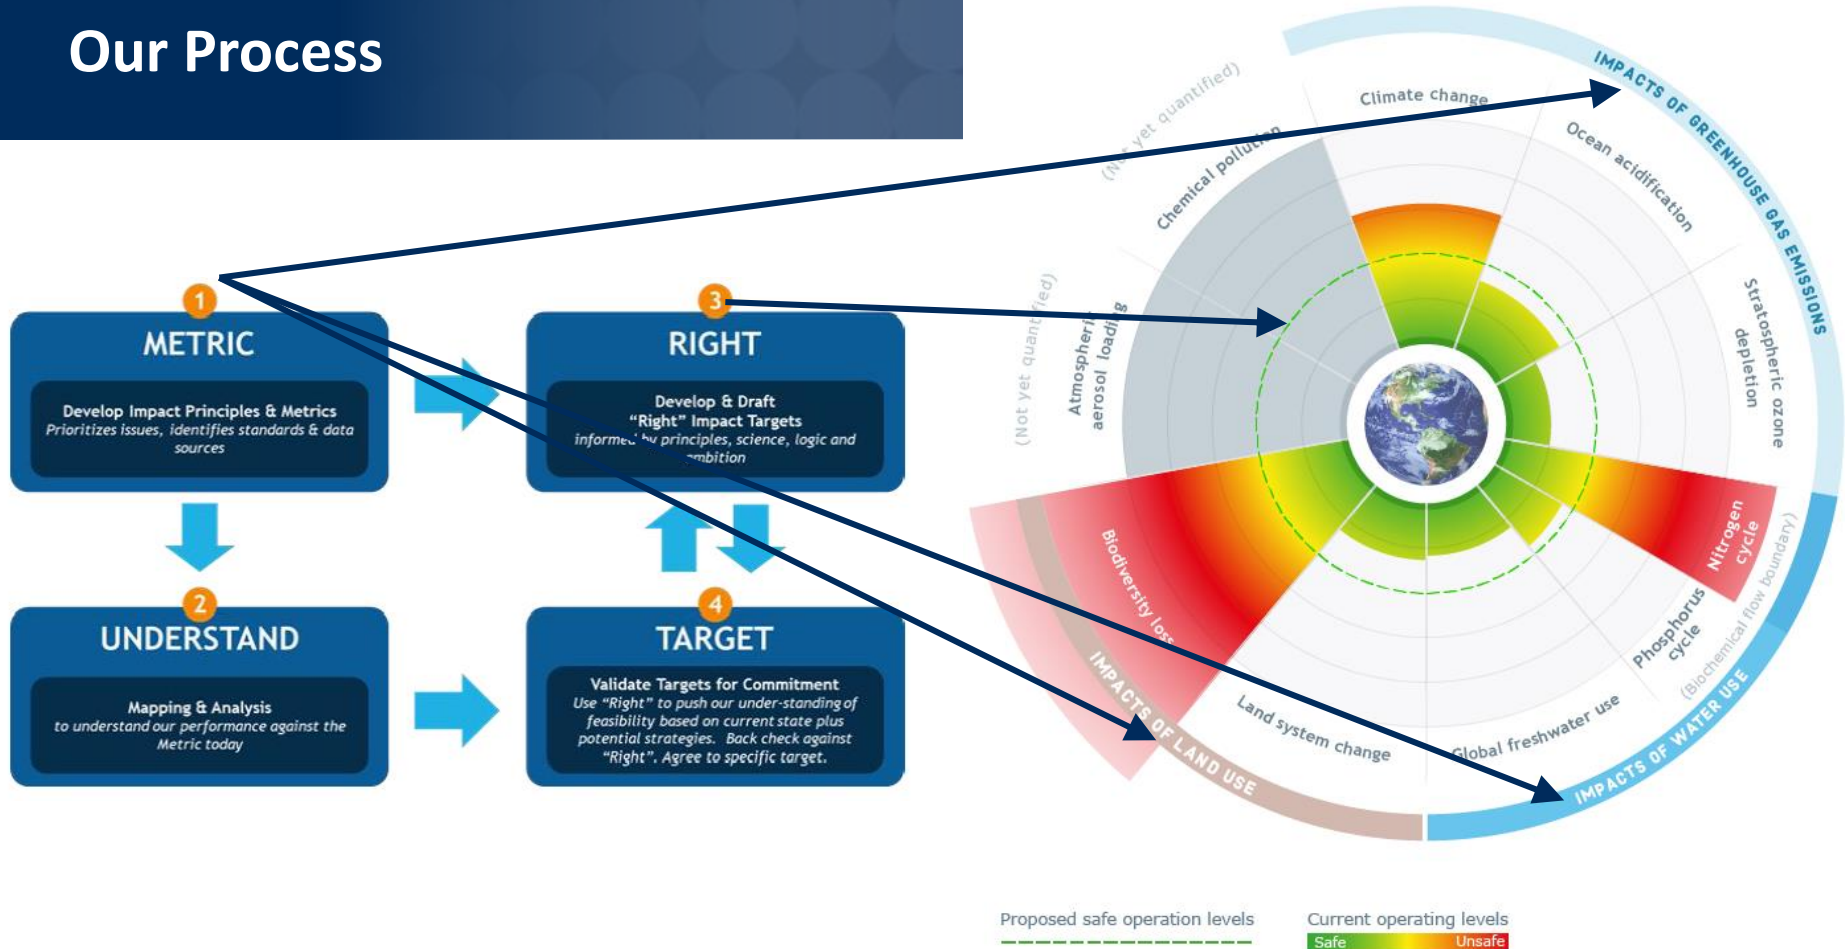 Our Process
1
METRIC
Develop Impact Principles & Metrics
Prioritizes issues, identifies standards & data
sources
3
RIGHT
Develop & Draft
“Right” Impact Targets
informed by principles, science, logic and
ambition
2
UNDERSTAND
Mapping & Analysis
to understand our performance against the
Metric today
4
TARGET
Validate Targets for Commitment
Use “Right” to push our under-standing of
feasibility based on current state plus
potential strategies. Back check against
“Right”. Agree to specific target.
IMPACTS OF GREENHOUSE GAS EMISSIONS
Climate change
Ocean acidification
Stratospheric ozone
depletion
Nitrogen
cycle
Phosphorus
cycle
(Biochemical flow boundary)
IMPACTS OF WATER USE
Global freshwater use
Land system change
IMPACTS OF LAND USE
Biodiversity loss
Atmospheric
aerosol loading
(Not yet quantified)
Chemical pollution
(Not yet quantified)
Proposed safe operation levels
Current operating levels
Safe
Unsafe